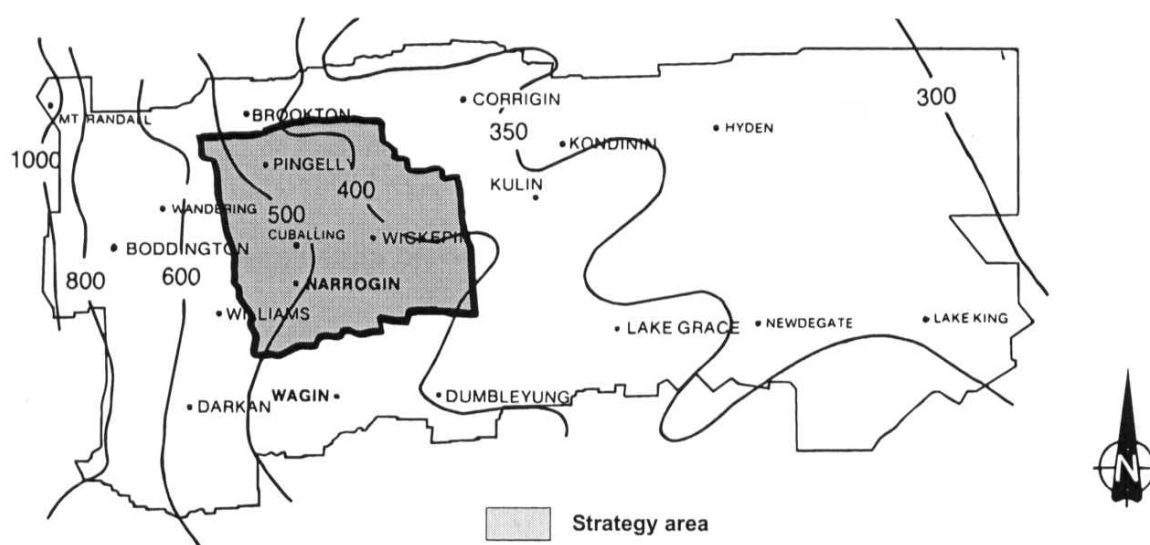 CORRIGIN
BROOKTON
300
MT RANDALL
350
HYDEN
KONDININ
1000
PINGELLY
KULIN
400
WANDERING
500
CUBALLING
WICKEPIN
BODDINGTON
800
600
NARROGIN
WILLIAMS
LAKE GRACE
NEWDEGATE
LAKE KING
WAGIN
DUMBLEYUNG
DARKAN
N
Strategy area